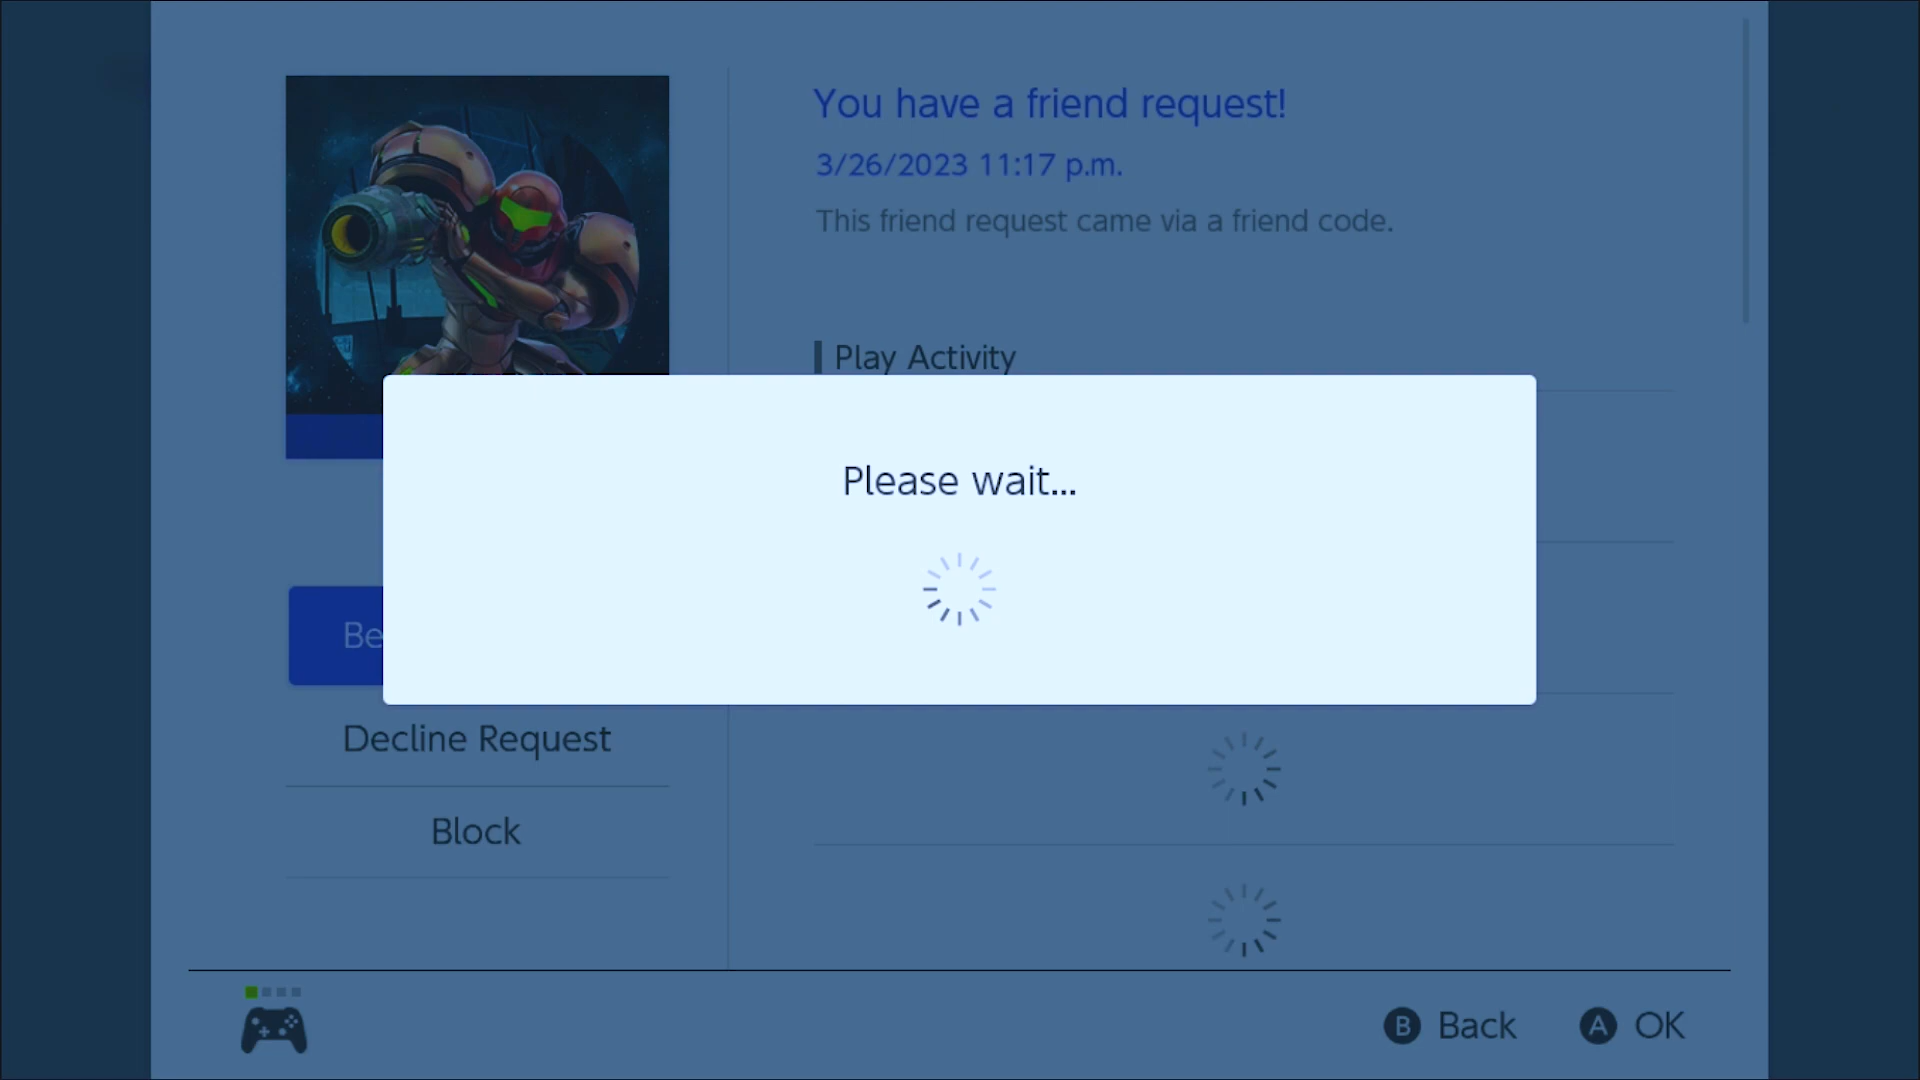 You have a friend request!
3/26/2023 11:17 p.m.
This friend request came via a friend code.
Play Activity
Please wait...
Be
Decline Request
Block
B Back
A OK